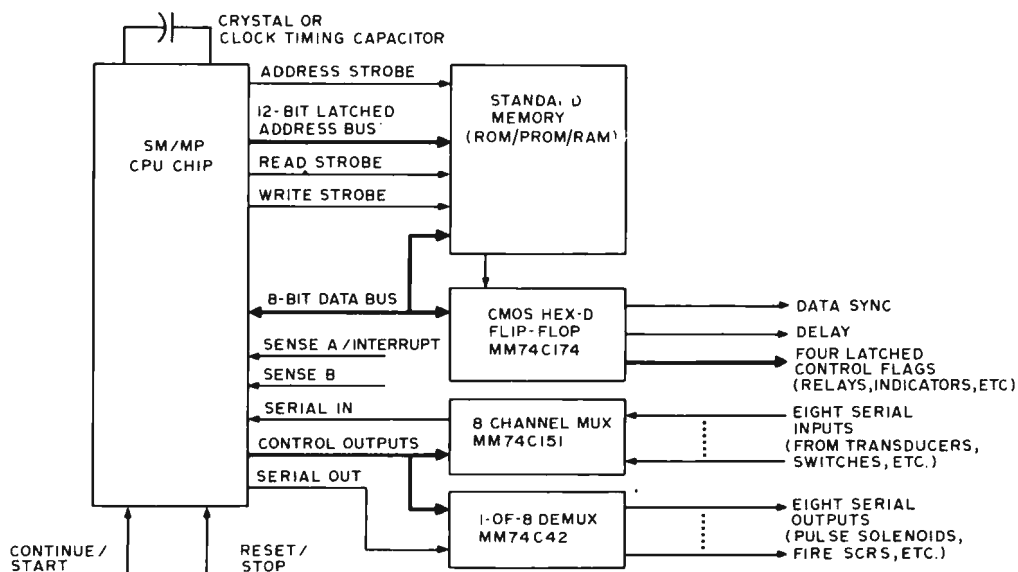 CRYSTAL OR
CLOCK TIMING CAPACITOR
SM/MP
CPU CHIP
ADDRESS STROBE
12-BIT LATCHED
ADDRESS BUS
READ STROBE
WRITE STROBE
STANDA D
MEMORY
(ROM/PROM/RAM)
8-BIT DATA BUS
CMOS HEX-D
FLIP-FLOP
MM74C174
DATA SYNC
DELAY
FOUR LATCHED
CONTROL FLAGS
(RELAYS,INDICATORS,ETC)
SENSE A/INTERRUPT
SENSE B
SERIAL IN
CONTROL OUTPUTS
SERIAL OUT
8 CHANNEL MUX
MM74C151
EIGHT SERIAL
INPUTS
(FROM TRANSDUCERS,
SWITCHES, ETC.)
1-OF-8 DEMUX
MM74C42
EIGHT SERIAL
OUTPUTS
(PULSE SOLENOIDS,
FIRE SCRS, ETC.)
CONTINUE/
START
RESET/
STOP